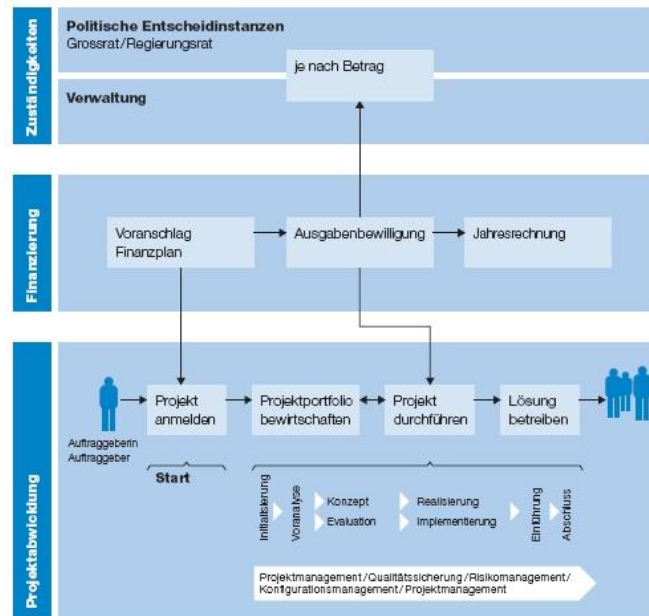 Zuständigkeiten
Politische Entscheidinstanzen
Grossrat/Regierungsrat
je nach Betrag
Verwaltung
Finanzierung
Voranschlag
Finanzplan
Ausgabenbewilligung
Jahresrechnung
Projektabwicklung
Auftraggeberin
Auftraggeber
Projekt
anmelden
Projektportfolio
bewirtschaften
Projekt
durchführen
Lösung
betreiben
Start
Initialisierung
Voranalyse
Konzept
Evaluation
Realisierung
Implementierung
Einführung
Abschluss
Projektmanagement/Qualitätssicherung/Risikomanagement/
Konfigurationsmanagement/Projektmanagement